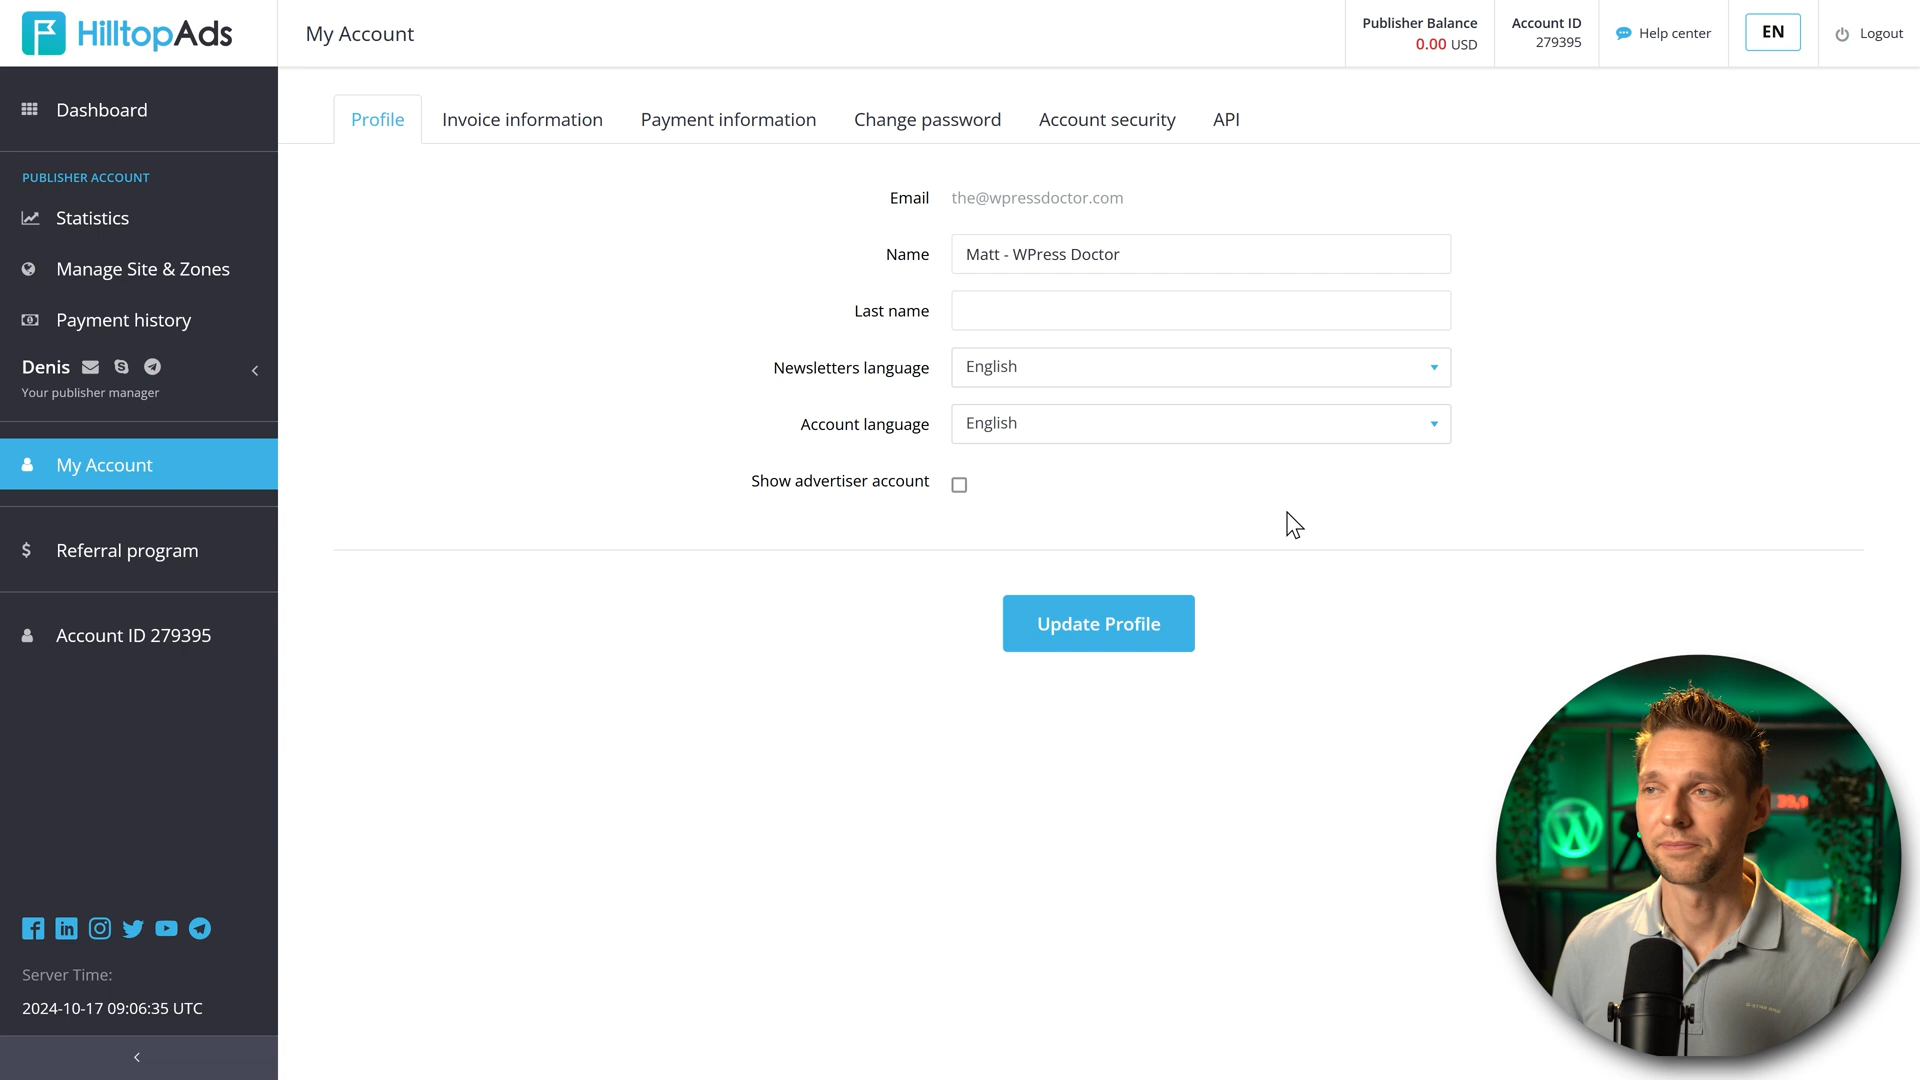 HilltopAds
My Account
Publisher Balance
0.00 USD
Account ID
279395
Help center
EN
Logout
Dashboard
PUBLISHER ACCOUNT
Statistics
Manage Site & Zones
Payment history
Denis
Your publisher manager
My Account
Referral program
Account ID 279395
Server Time:
2024-10-17 09:06:35 UTC
Profile
Invoice information
Payment information
Change password
Account security
API
Email
the@wpressdoctor.com
Name
Matt - WPress Doctor
Last name
Newsletters language
English
Account language
English
Show advertiser account
Update Profile